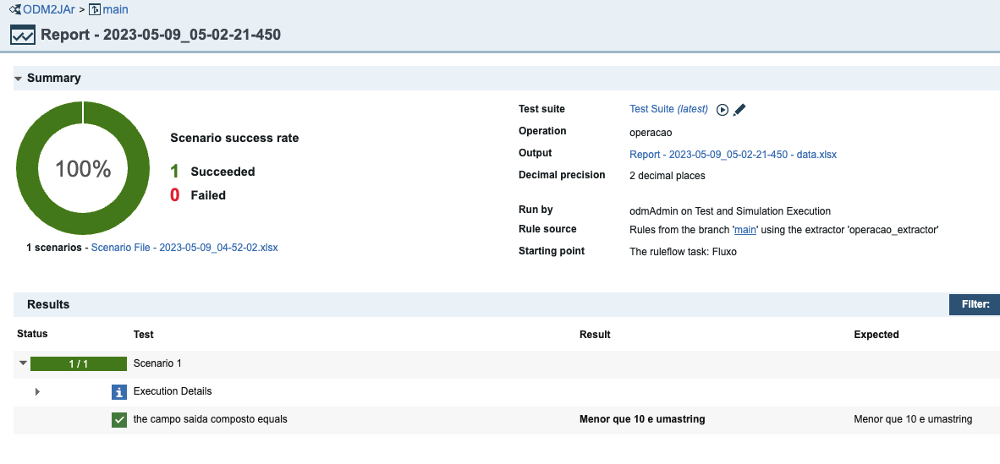 ODM2JAr > main
Report - 2023-05-09_05-02-21-450
Summary
100%
Scenario success rate
1 Succeeded
0 Failed
1 scenarios - Scenario File - 2023-05-09_04-52-02.xlsx
Test suite Test Suite (latest)
Operation operacao
Output Report - 2023-05-09_05-02-21-450 - data.xlsx
Decimal precision 2 decimal places
Run by odmAdmin on Test and Simulation Execution
Rule source Rules from the branch 'main' using the extractor 'operacao_extractor'
Starting point The ruleflow task: Fluxo
Results Filter:
Status Test Result Expected
1 / 1 Scenario 1
Execution Details
the campo saida composto equals Menor que 10 e umastring Menor que 10 e umastring